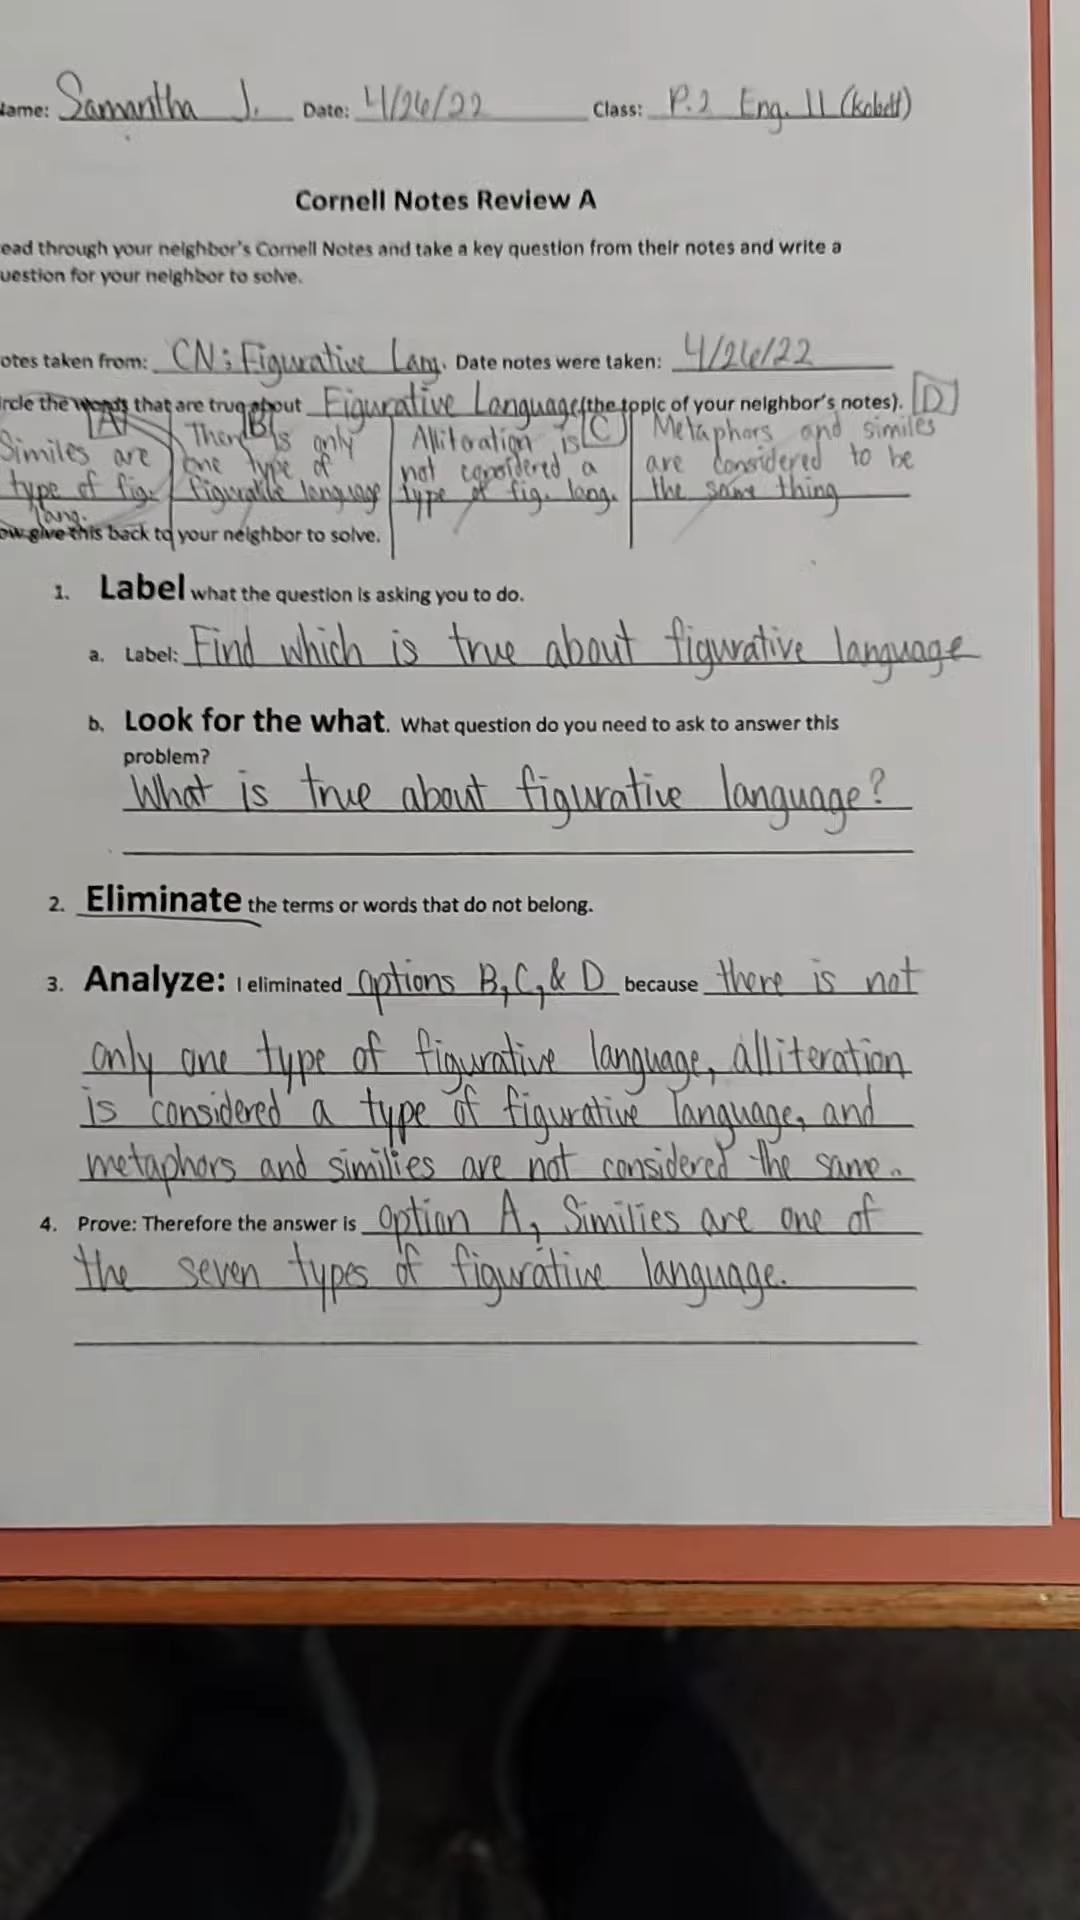 Name: Samantha J. Date: 4/26/22 Class: P.2 Eng. 11 (Kobett)
Cornell Notes Review A
ead through your neighbor's Cornell Notes and take a key question from their notes and write a
uestion for your neighbor to solve.
otes taken from: CN: Figurative Lang. Date notes were taken: 4/26/22
ircle the words that are true about Figurative Language (the topic of your neighbor's notes).
A
Similes are
type of fig.
lang.
B
There is only
one type of
figurative language
C
Alliteration is
not considered a
type of fig. lang.
D
Metaphors and similes
are considered to be
the same thing
ow give this back to your neighbor to solve.
1. Label what the question is asking you to do.
a. Label: Find which is true about figurative language
b. Look for the what. What question do you need to ask to answer this
problem?
What is true about figurative language?
2. Eliminate the terms or words that do not belong.
3. Analyze: I eliminated options B, C, & D because there is not
only one type of figurative language, alliteration
is considered a type of figurative language, and
metaphors and similies are not considered the same.
4. Prove: Therefore the answer is option A, Similies are one of
the seven types of figurative language.